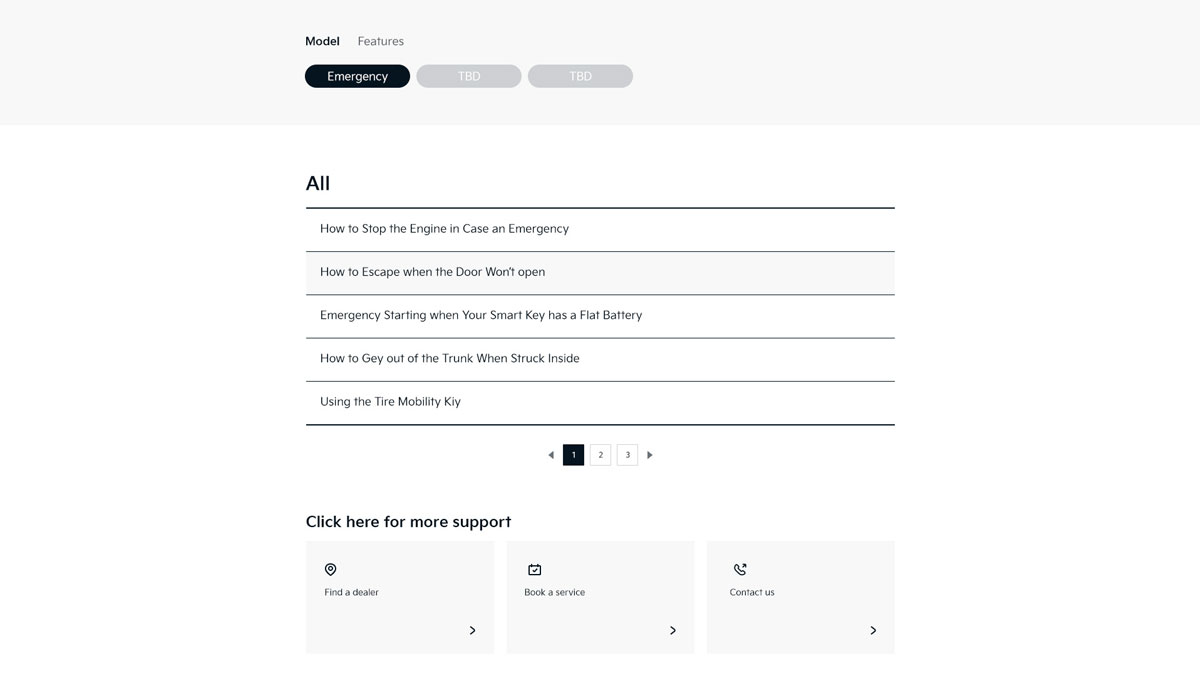 Model Features
Emergency TBD TBD
All
How to Stop the Engine in Case an Emergency
How to Escape when the Door Won't open
Emergency Starting when Your Smart Key has a Flat Battery
How to Gey out of the Trunk When Struck Inside
Using the Tire Mobility Kiy
1 2 3
Click here for more support
Find a dealer Book a service Contact us